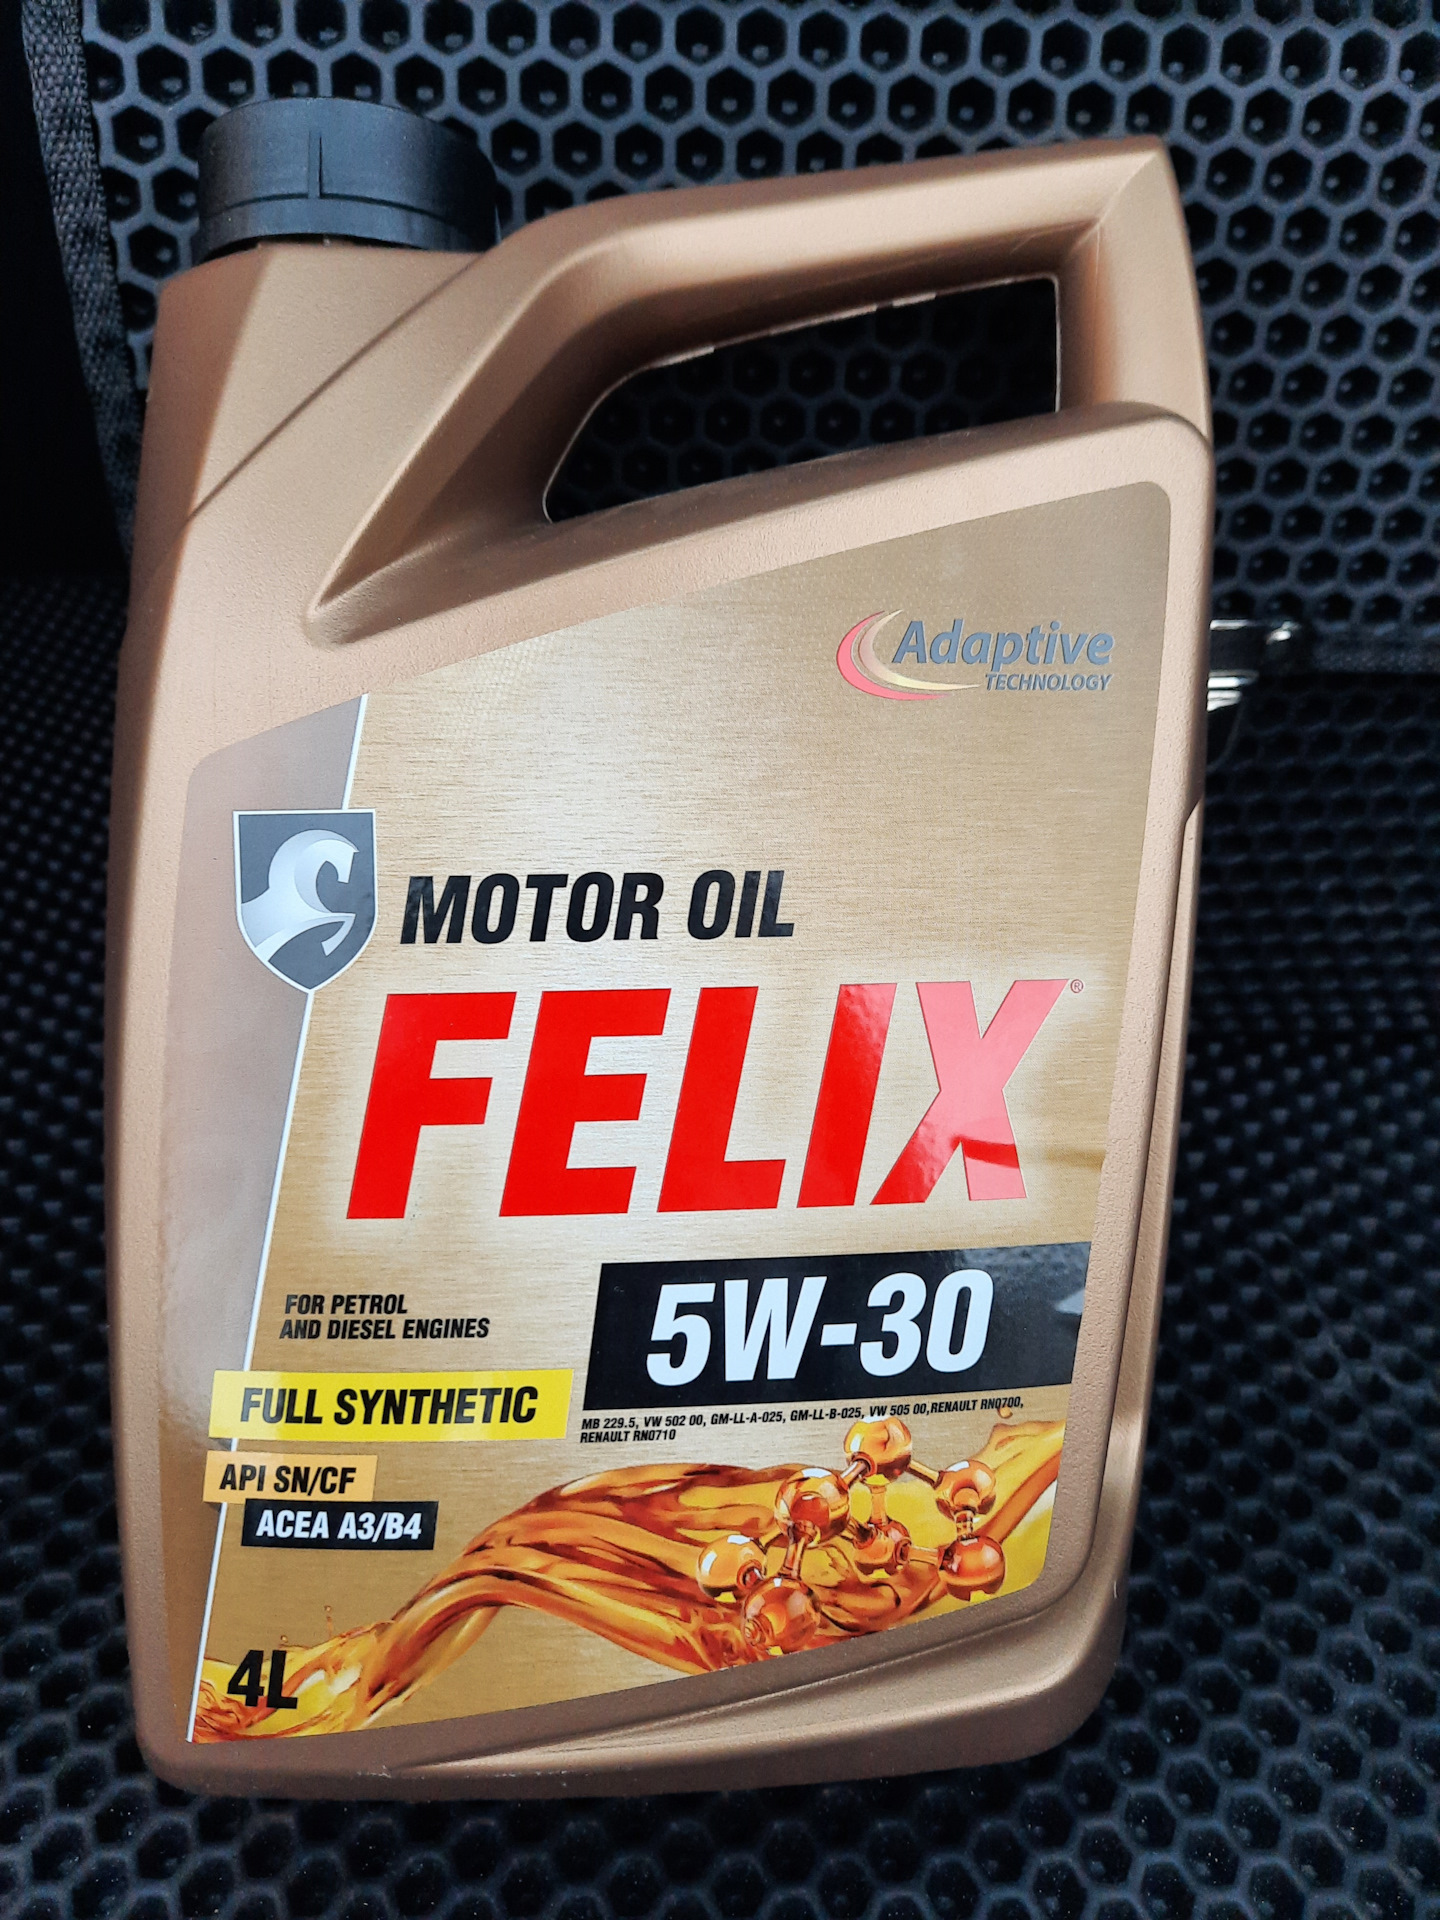 Adaptive
TECHNOLOGY
MOTOR OIL
FELIX®
5W-30
FOR PETROL
AND DIESEL ENGINES
FULL SYNTHETIC
MB 229.5, VW 502 00, GM-LL-A-025, GM-LL-B-025, VW 505 00,RENAULT RN0700,
RENAULT RN0710
API SN/CF
ACEA A3/B4
4L